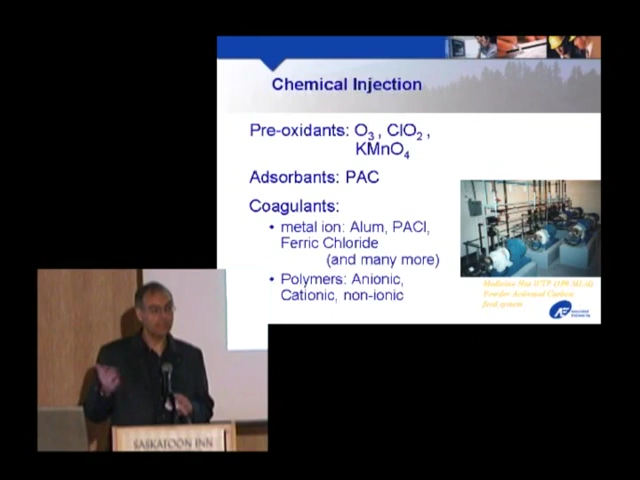 Chemical Injection
Pre-oxidants: O3 , ClO2 ,
KMnO4
Adsorbants: PAC
Coagulants:
• metal ion: Alum, PACl,
Ferric Chloride
(and many more)
• Polymers: Anionic,
Cationic, non-ionic
Medicine Hat WTP (199 ML/d)
Powder Activated Carbon
feed system
SASKATOON INN